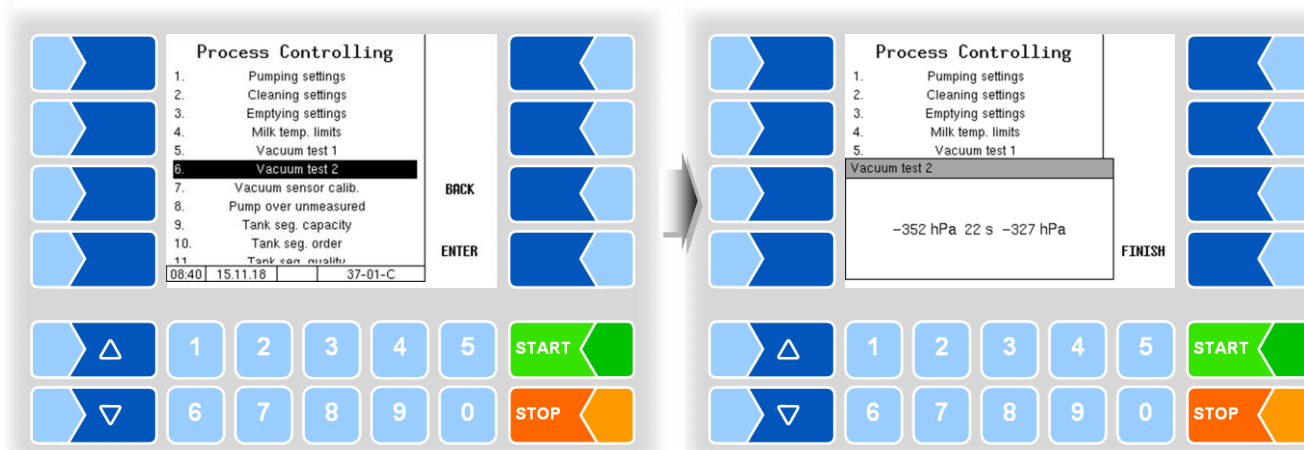 Process Controlling
1. Pumping settings
2. Cleaning settings
3. Emptying settings
4. Milk temp. limits
5. Vacuum test 1
6. Vacuum test 2
7. Vacuum sensor calib.
8. Pump over unmeasured
9. Tank seg. capacity
10. Tank seg. order
11 Tank seg. quality
08:40 15.11.18 37-01-C
BACK
ENTER
1 2 3 4 5 START
6 7 8 9 0 STOP
Process Controlling
1. Pumping settings
2. Cleaning settings
3. Emptying settings
4. Milk temp. limits
5. Vacuum test 1
Vacuum test 2
-352 hPa 22 s -327 hPa
FINISH
1 2 3 4 5 START
6 7 8 9 0 STOP